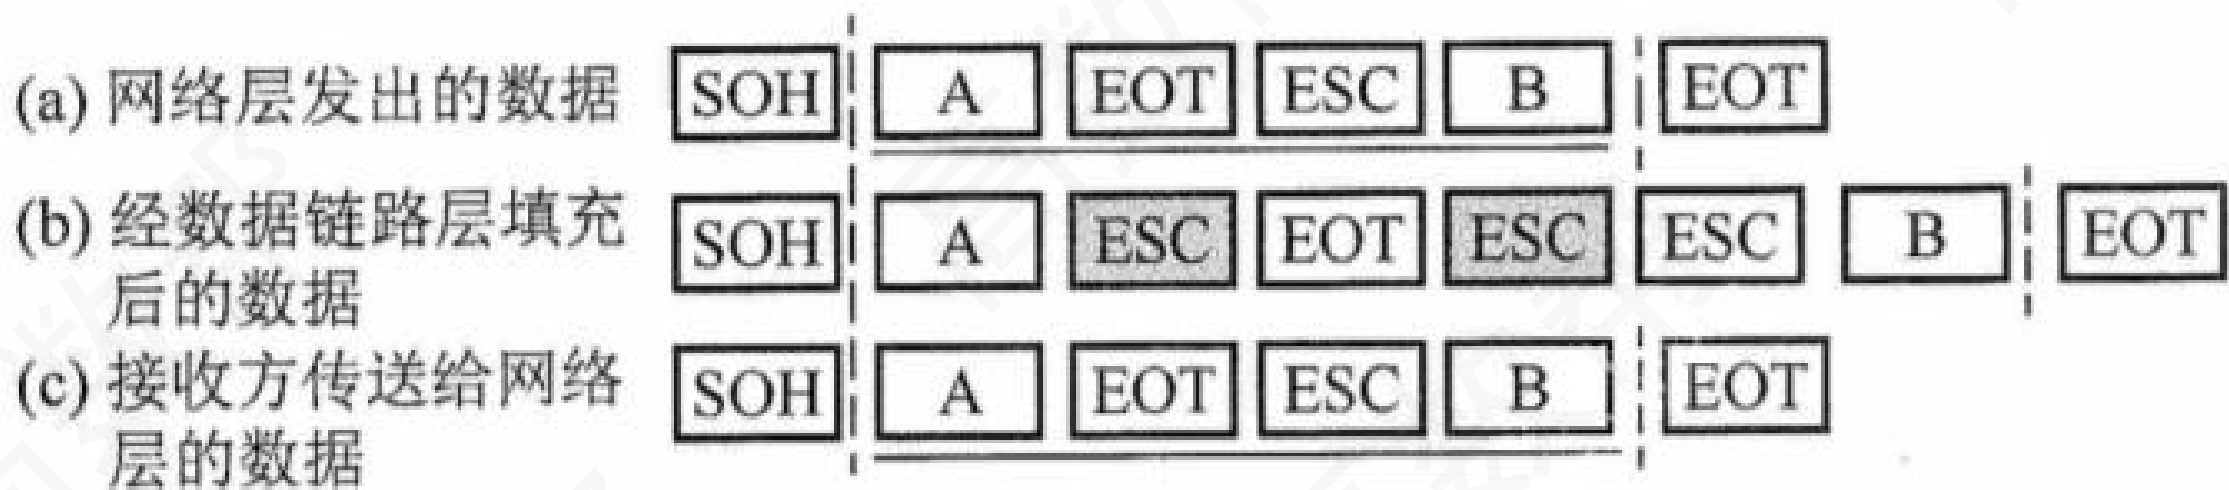 (a) 网络层发出的数据 SOH A EOT ESC B EOT
(b) 经数据链路层填充 SOH A ESC EOT ESC ESC B EOT
后的数据
(c) 接收方传送给网络 SOH A EOT ESC B EOT
层的数据